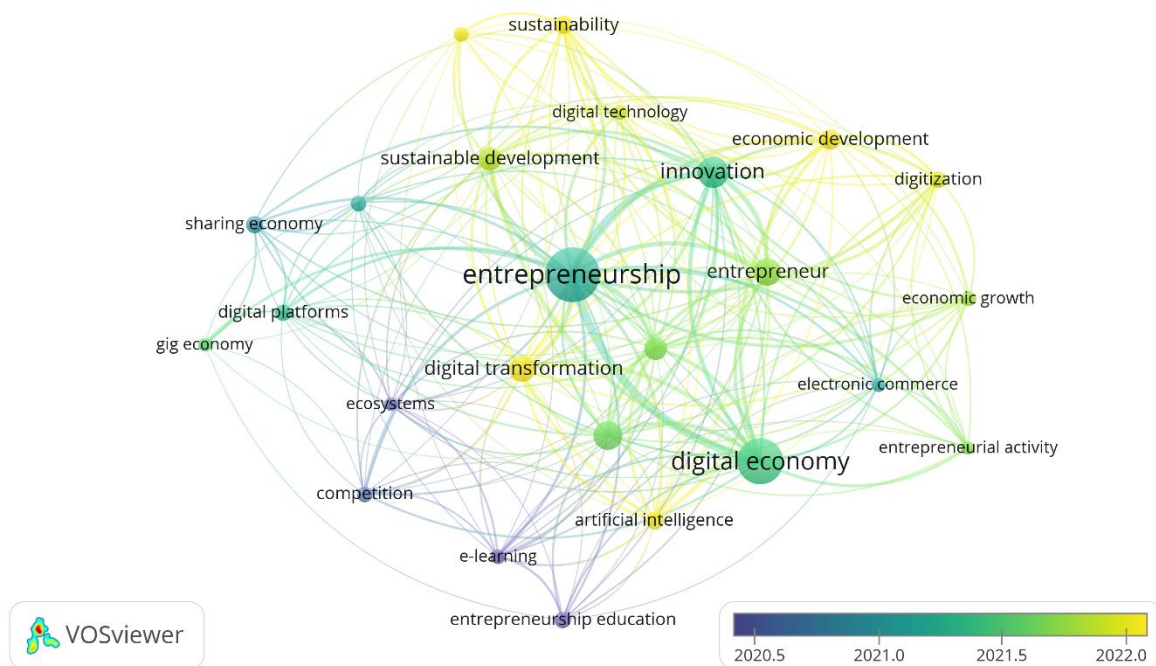 sustainability
digital technology
economic development
sustainable development
innovation
digitization
sharing economy
entrepreneurship
entrepreneur
economic growth
digital platforms
gig economy
digital transformation
electronic commerce
ecosystems
entrepreneurial activity
digital economy
competition
artificial intelligence
e-learning
entrepreneurship education
VOSviewer
2020.5 2021.0 2021.5 2022.0